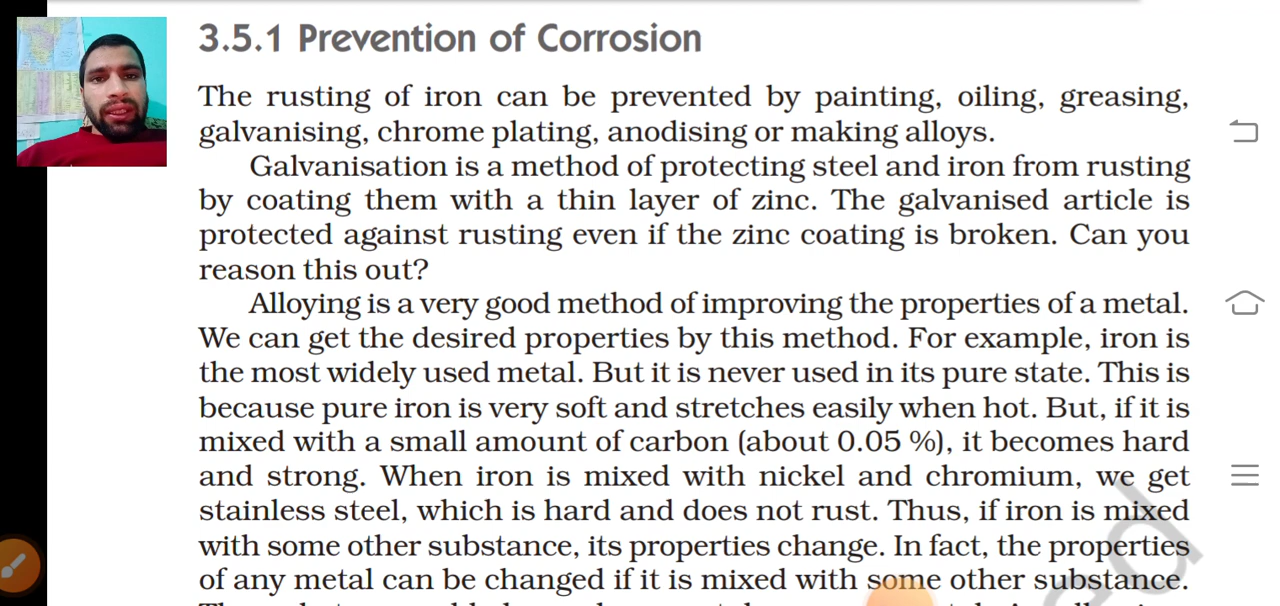 3.5.1 Prevention of Corrosion
The rusting of iron can be prevented by painting, oiling, greasing,
galvanising, chrome plating, anodising or making alloys.
Galvanisation is a method of protecting steel and iron from rusting
by coating them with a thin layer of zinc. The galvanised article is
protected against rusting even if the zinc coating is broken. Can you
reason this out?
Alloying is a very good method of improving the properties of a metal.
We can get the desired properties by this method. For example, iron is
the most widely used metal. But it is never used in its pure state. This is
because pure iron is very soft and stretches easily when hot. But, if it is
mixed with a small amount of carbon (about 0.05 %), it becomes hard
and strong. When iron is mixed with nickel and chromium, we get
stainless steel, which is hard and does not rust. Thus, if iron is mixed
with some other substance, its properties change. In fact, the properties
of any metal can be changed if it is mixed with some other substance.